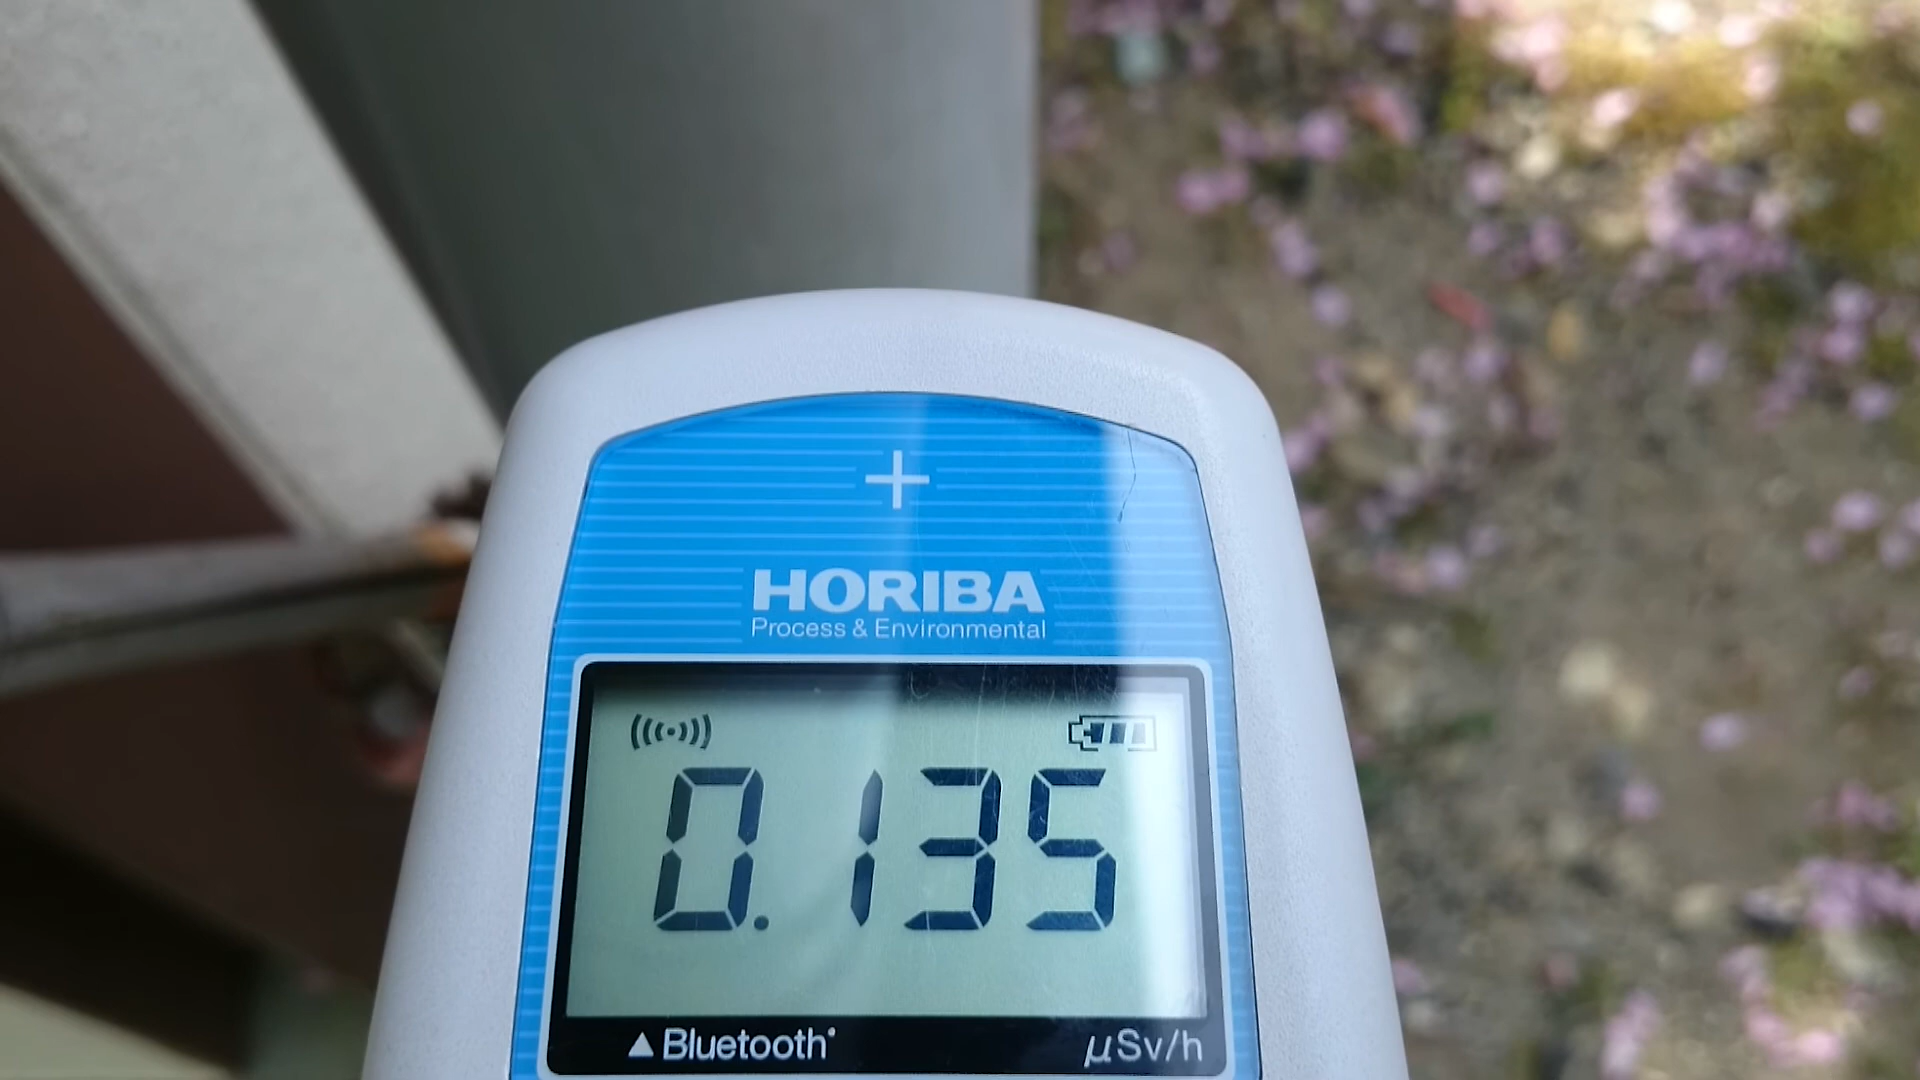 +
HORIBA
Process & Environmental
0.135
▲Bluetooth®
µSv/h